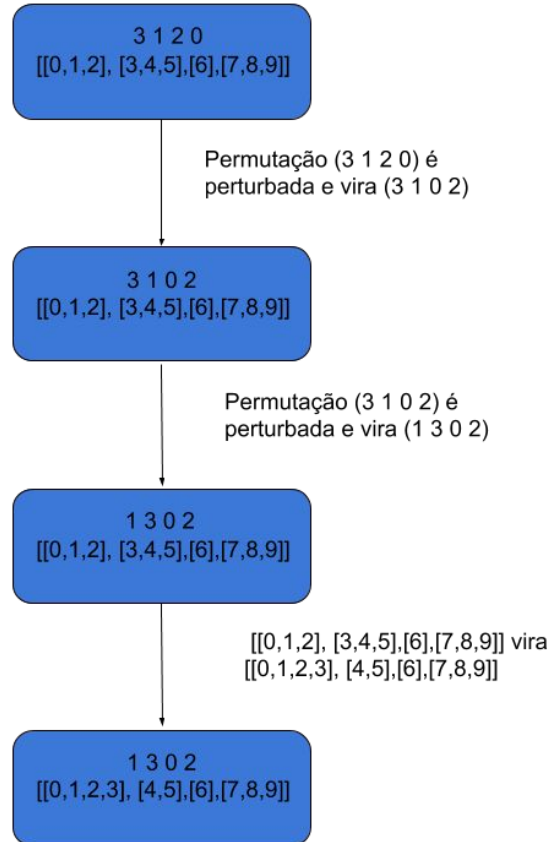 3 1 2 0
[[0,1,2], [3,4,5],[6],[7,8,9]]
Permutação (3 1 2 0) é
perturbada e vira (3 1 0 2)
3 1 0 2
[[0,1,2], [3,4,5],[6],[7,8,9]]
Permutação (3 1 0 2) é
perturbada e vira (1 3 0 2)
1 3 0 2
[[0,1,2], [3,4,5],[6],[7,8,9]]
[[0,1,2], [3,4,5],[6],[7,8,9]] vira
[[0,1,2,3], [4,5],[6],[7,8,9]]
1 3 0 2
[[0,1,2,3], [4,5],[6],[7,8,9]]